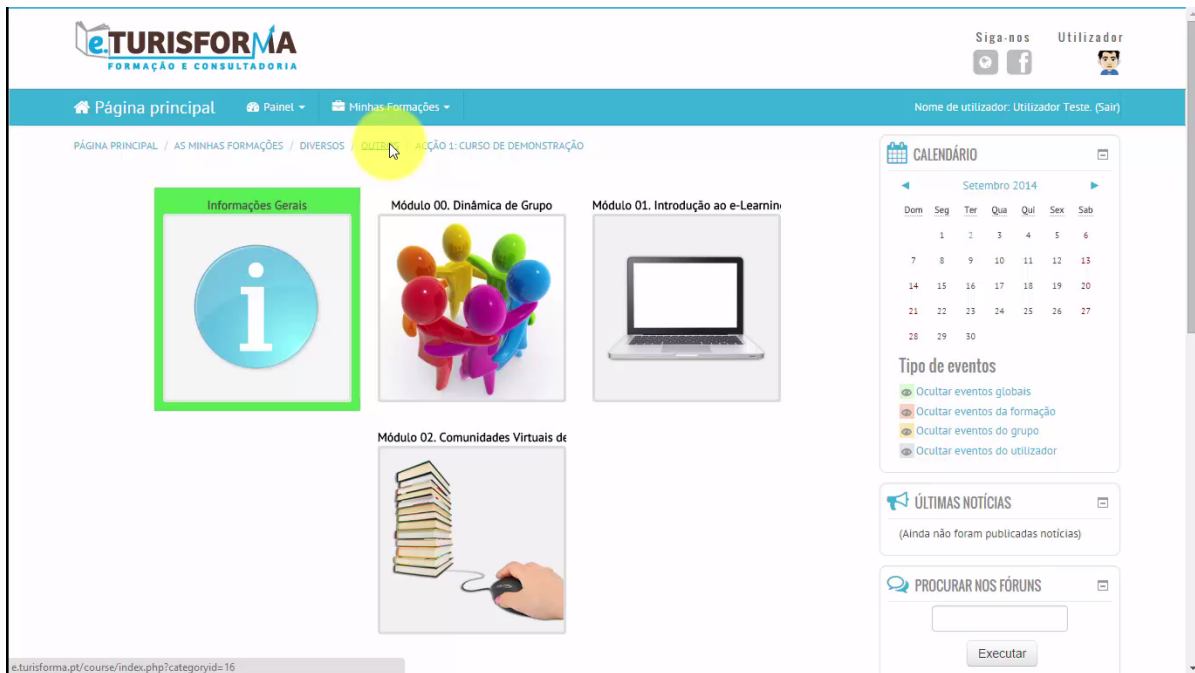 e.TURISFORMA
FORMAÇÃO E CONSULTADORIA
Siga-nos
Utilizador
Página principal
Painel
Minhas Formações
Nome de utilizador: Utilizador Teste. (Sair)
PÁGINA PRINCIPAL / AS MINHAS FORMAÇÕES / DIVERSOS / OUTROS / ACÇÃO 1: CURSO DE DEMONSTRAÇÃO
Informações Gerais
Módulo 00. Dinâmica de Grupo
Módulo 01. Introdução ao e-Learnin
Módulo 02. Comunidades Virtuais de
CALENDÁRIO
Setembro 2014
Dom Seg Ter Qua Qui Sex Sab
1 2 3 4 5 6
7 8 9 10 11 12 13
14 15 16 17 18 19 20
21 22 23 24 25 26 27
28 29 30
Tipo de eventos
Ocultar eventos globais
Ocultar eventos da formação
Ocultar eventos do grupo
Ocultar eventos do utilizador
ÚLTIMAS NOTÍCIAS
(Ainda não foram publicadas notícias)
PROCURAR NOS FÓRUNS
Executar
e.turisforma.pt/course/index.php?categoryid=16